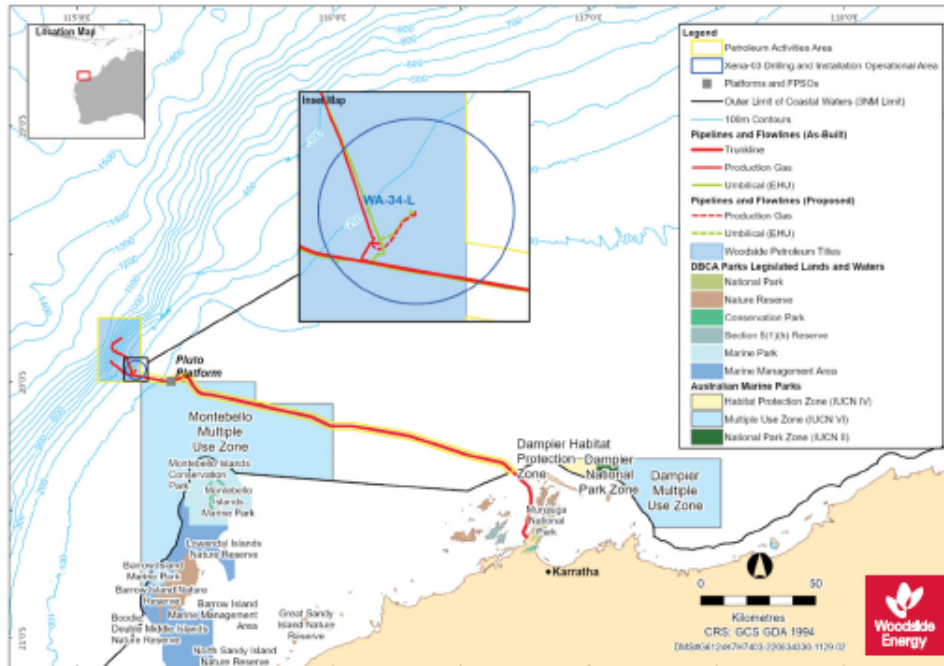 115°0'E
116°0'E
117°0'E
118°0'E
Location Map
Inset Map
WA-34-L
Legend
Petroleum Activities Area
Xena-03 Drilling and Installation Operational Area
Platforms and FPSOs
Outer Limit of Coastal Waters (3NM Limit)
100m Contours
Pipelines and Flowlines (As-Built)
Trunkline
Production Gas
Umbilical (EHU)
Pipelines and Flowlines (Proposed)
Production Gas
Umbilical (EHU)
Woodside Petroleum Titles
DBCA Parks Legislated Lands and Waters
National Park
Nature Reserve
Conservation Park
Section 5(1)(h) Reserve
Marine Park
Marine Management Area
Australian Marine Parks
Habitat Protection Zone (IUCN IV)
Multiple Use Zone (IUCN VI)
National Park Zone (IUCN II)
Pluto
Platform
Montebello
Multiple
Use Zone
Montebello Islands
Conservation
Park
Montebello
Islands
Marine Park
Lowendal Islands
Nature Reserve
Barrow Island
Marine Park
Barrow Island Nature
Reserve
Barrow Island
Marine Management
Area
Boodie,
Double Middle Islands
Nature Reserve
North Sandy Island
Nature Reserve
Great Sandy
Island Nature
Reserve
Dampier Habitat
Protection
Zone
Dampier
National
Park Zone
Dampier
Multiple
Use Zone
Murujuga
National
Park
Karratha
20°0'S
21°0'S
0
50
Kilometres
CRS: GCS GDA 1994
Woodside
Energy